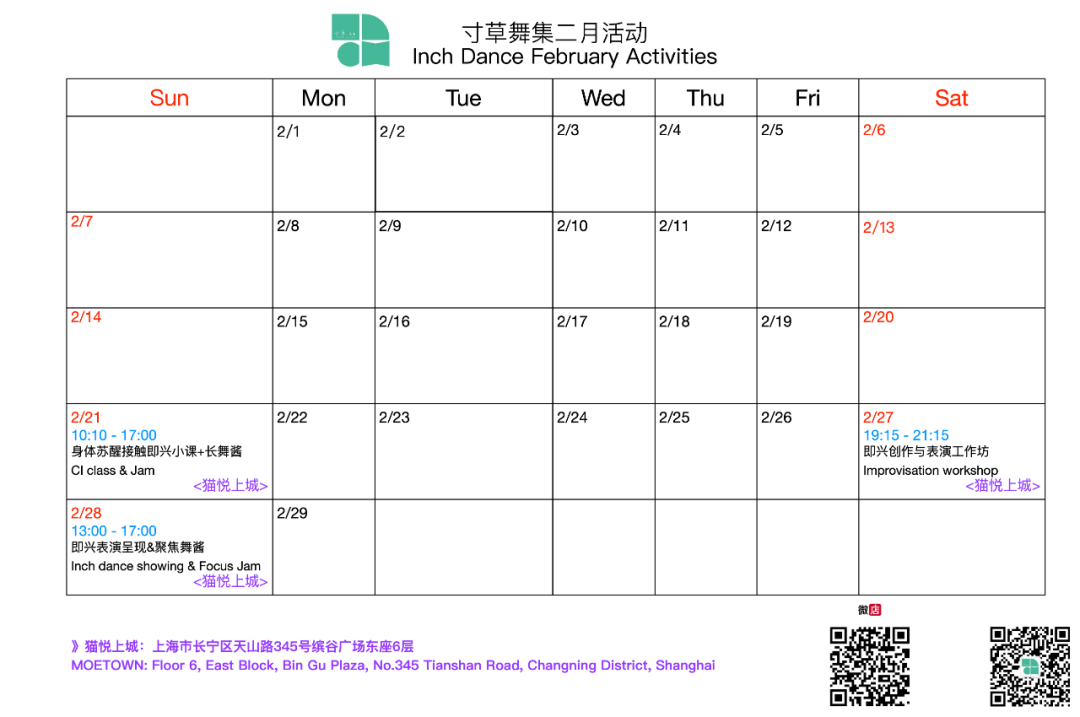 寸草舞集二月活动
Inch Dance February Activities
Sun Mon Tue Wed Thu Fri Sat
2/1 2/2 2/3 2/4 2/5 2/6
2/7 2/8 2/9 2/10 2/11 2/12 2/13
2/14 2/15 2/16 2/17 2/18 2/19 2/20
2/21
10:10 - 17:00
身体苏醒接触即兴小课+长舞酱
CI class & Jam
<猫悦上城>
2/22 2/23 2/24 2/25 2/26
2/27
19:15 - 21:15
即兴创作与表演工作坊
Improvisation workshop
<猫悦上城>
2/28
13:00 - 17:00
即兴表演呈现&聚焦舞酱
Inch dance showing & Focus Jam
<猫悦上城>
2/29
微店
》猫悦上城：上海市长宁区天山路345号缤谷广场东座6层
MOETOWN: Floor 6, East Block, Bin Gu Plaza, No.345 Tianshan Road, Changning District, Shanghai